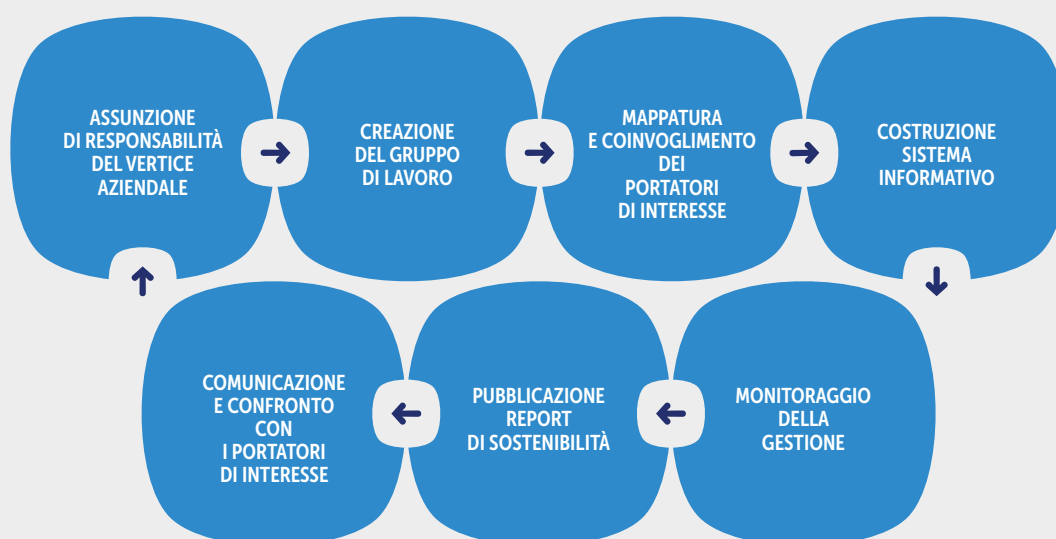 ASSUNZIONE
DI RESPONSABILITÀ
DEL VERTICE
AZIENDALE
CREAZIONE
DEL GRUPPO
DI LAVORO
MAPPATURA
E COINVOGLIMENTO
DEI
PORTATORI
DI INTERESSE
COSTRUZIONE
SISTEMA
INFORMATIVO
MONITORAGGIO
DELLA
GESTIONE
PUBBLICAZIONE
REPORT
DI SOSTENIBILITÀ
COMUNICAZIONE
E CONFRONTO
CON
I PORTATORI
DI INTERESSE